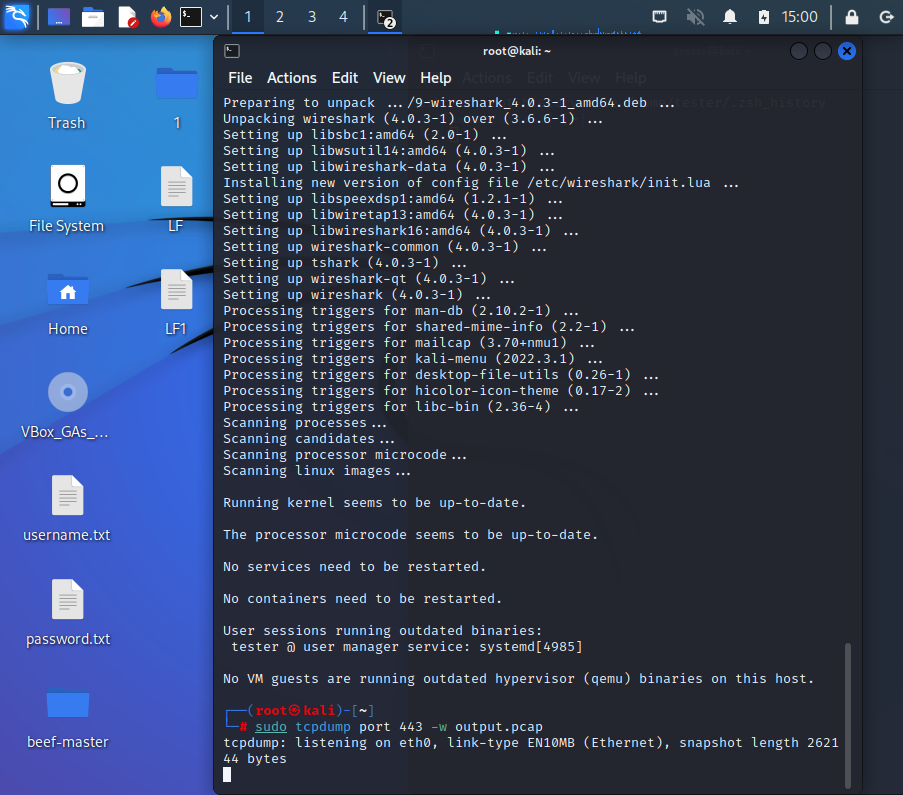 1
2
3
4
2
15:00
Trash
1
File System
LF
Home
LF1
VBox_GAs_...
username.txt
password.txt
beef-master
root@kali: ~
File Actions Edit View Help
Preparing to unpack .../9-wireshark_4.0.3-1_amd64.deb ...
Unpacking wireshark (4.0.3-1) over (3.6.6-1) ...
Setting up libsbc1:amd64 (2.0-1) ...
Setting up libwsutil14:amd64 (4.0.3-1) ...
Setting up libwireshark-data (4.0.3-1) ...
Installing new version of config file /etc/wireshark/init.lua ...
Setting up libspeexdsp1:amd64 (1.2.1-1) ...
Setting up libwiretap13:amd64 (4.0.3-1) ...
Setting up libwireshark16:amd64 (4.0.3-1) ...
Setting up wireshark-common (4.0.3-1) ...
Setting up tshark (4.0.3-1) ...
Setting up wireshark-qt (4.0.3-1) ...
Setting up wireshark (4.0.3-1) ...
Processing triggers for man-db (2.10.2-1) ...
Processing triggers for shared-mime-info (2.2-1) ...
Processing triggers for mailcap (3.70+nmu1) ...
Processing triggers for kali-menu (2022.3.1) ...
Processing triggers for desktop-file-utils (0.26-1) ...
Processing triggers for hicolor-icon-theme (0.17-2) ...
Processing triggers for libc-bin (2.36-4) ...
Scanning processes...
Scanning candidates...
Scanning processor microcode...
Scanning linux images...
Running kernel seems to be up-to-date.
The processor microcode seems to be up-to-date.
No services need to be restarted.
No containers need to be restarted.
User sessions running outdated binaries:
tester @ user manager service: systemd[4985]
No VM guests are running outdated hypervisor (qemu) binaries on this host.
┌──(root㉿kali)-[~]
└─# sudo tcpdump port 443 -w output.pcap
tcpdump: listening on eth0, link-type EN10MB (Ethernet), snapshot length 2621
44 bytes